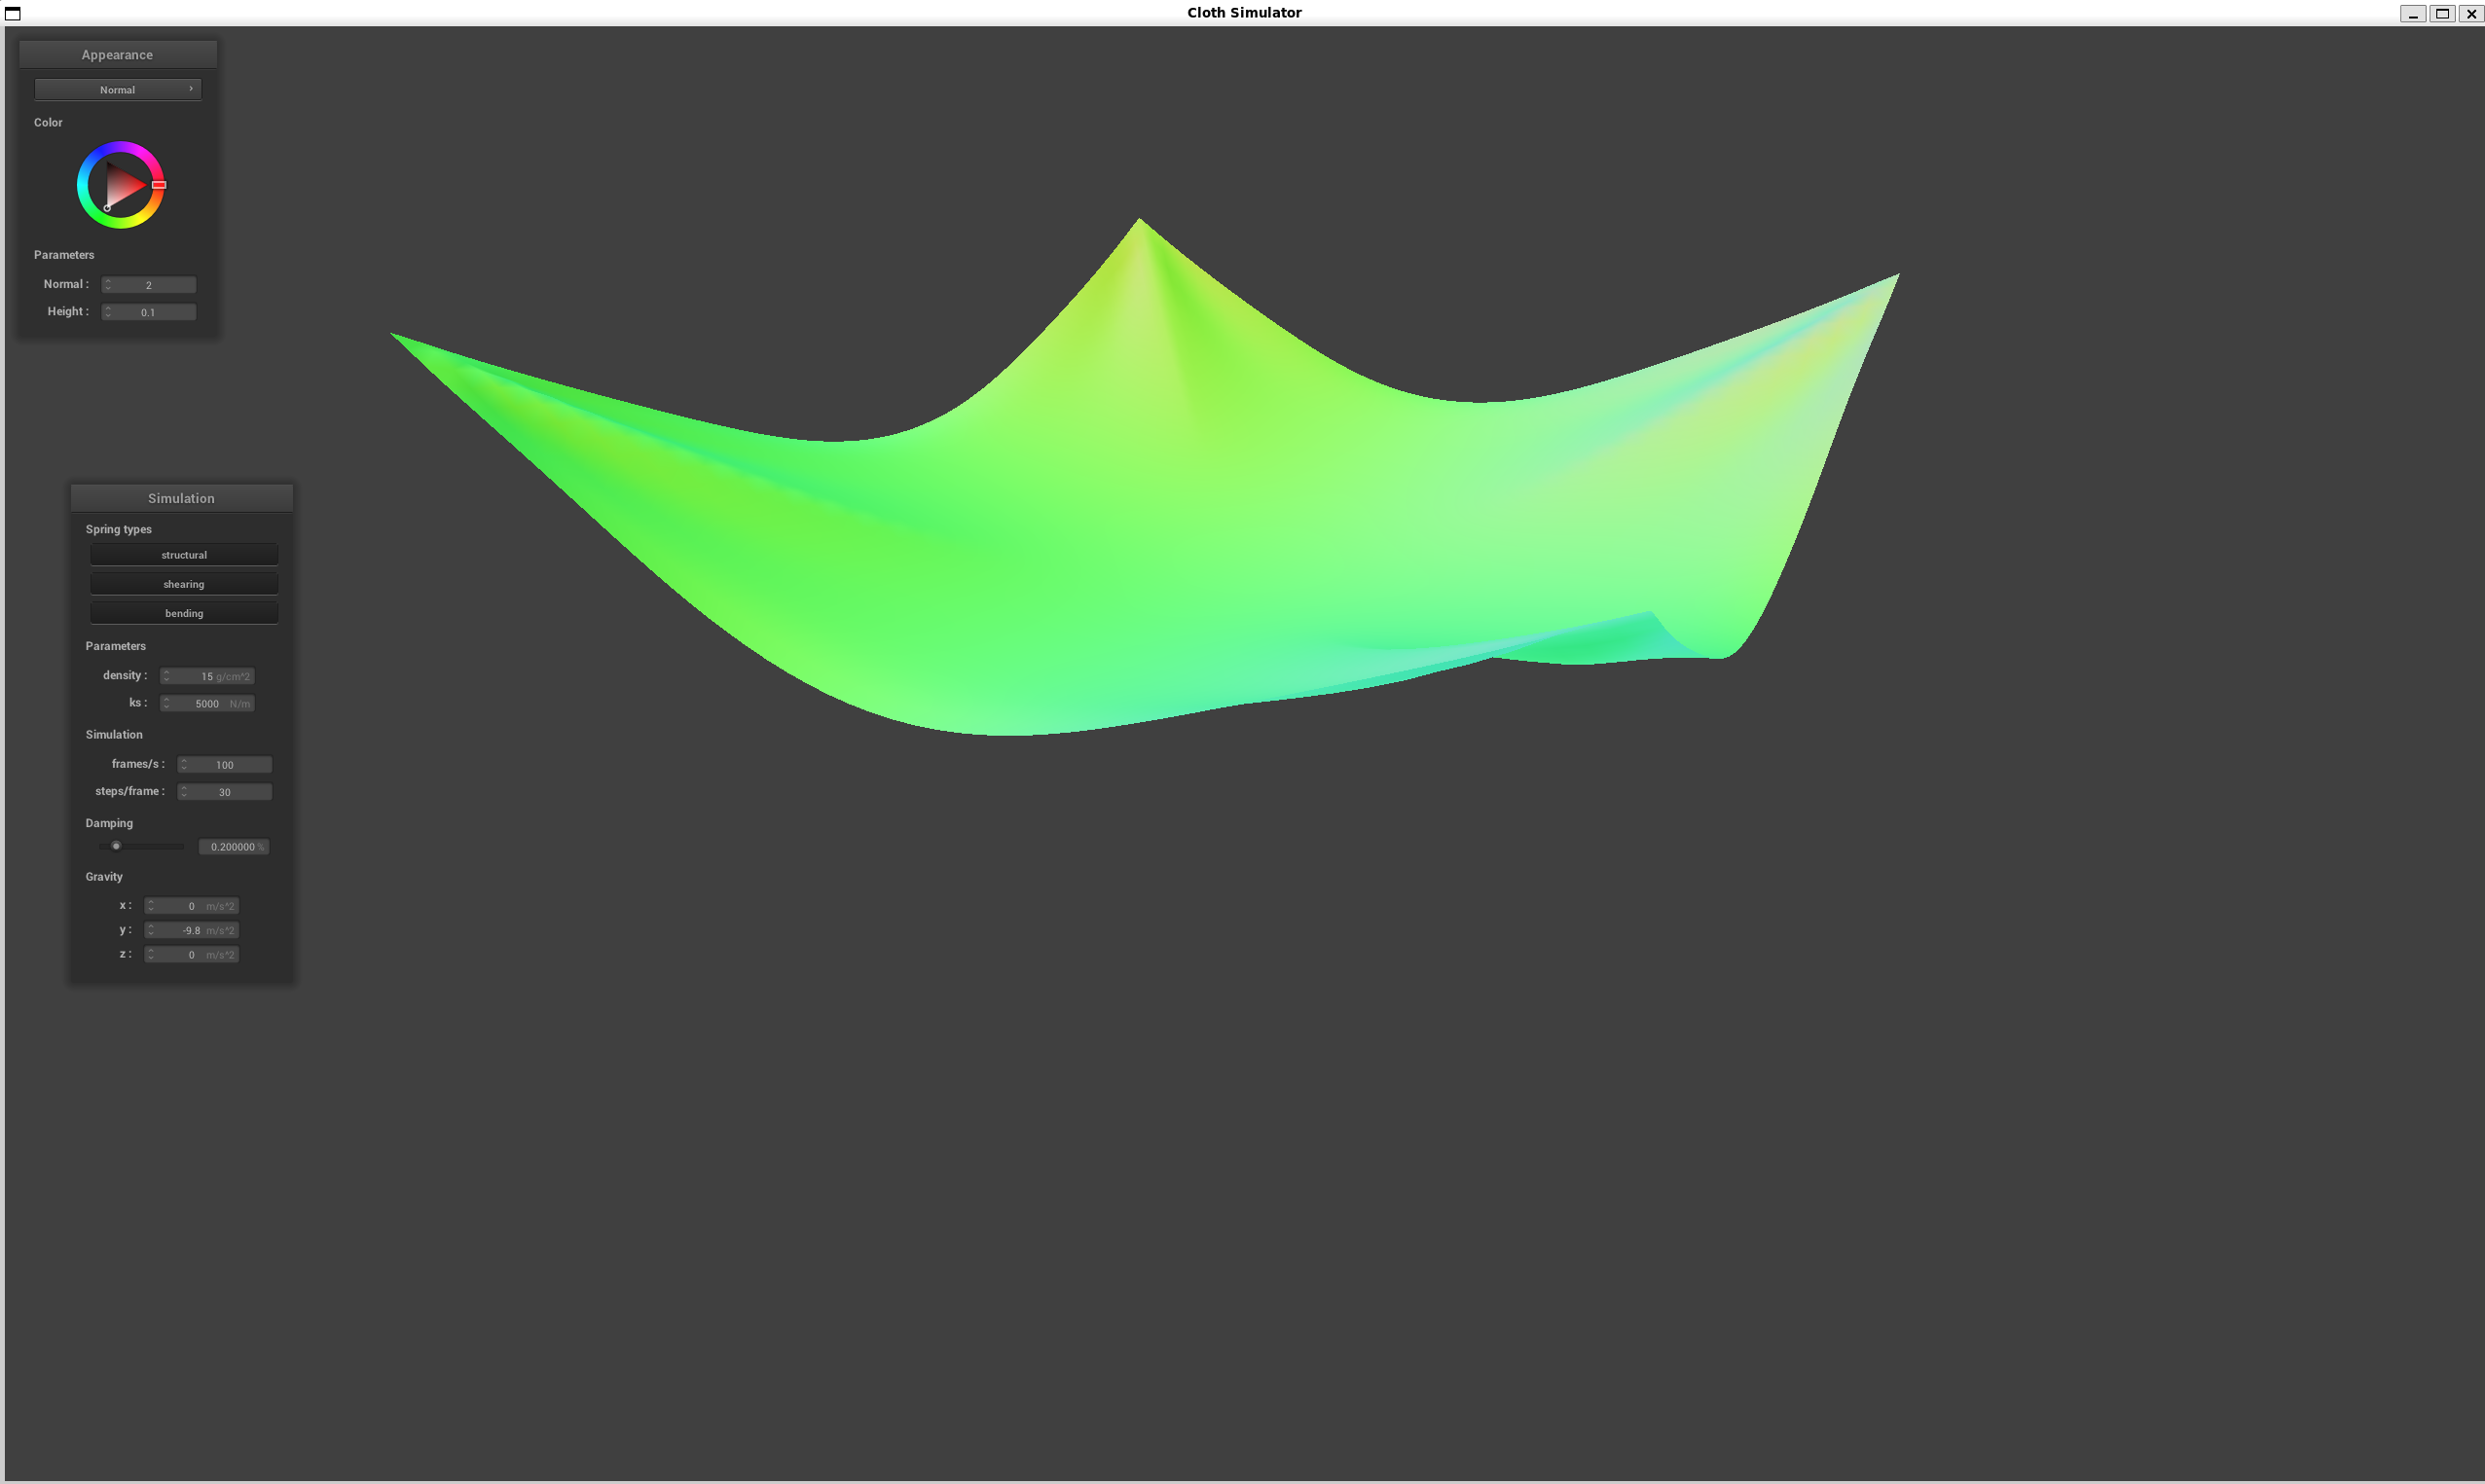 Cloth Simulator
Appearance
Normal
Color
Parameters
Normal : 2
Height : 0.1
Simulation
Spring types
structural
shearing
bending
Parameters
density : 15 g/cm^2
ks : 5000 N/m
Simulation
frames/s : 100
steps/frame : 30
Damping
0.200000 %
Gravity
x : 0 m/s^2
y : -9.8 m/s^2
z : 0 m/s^2